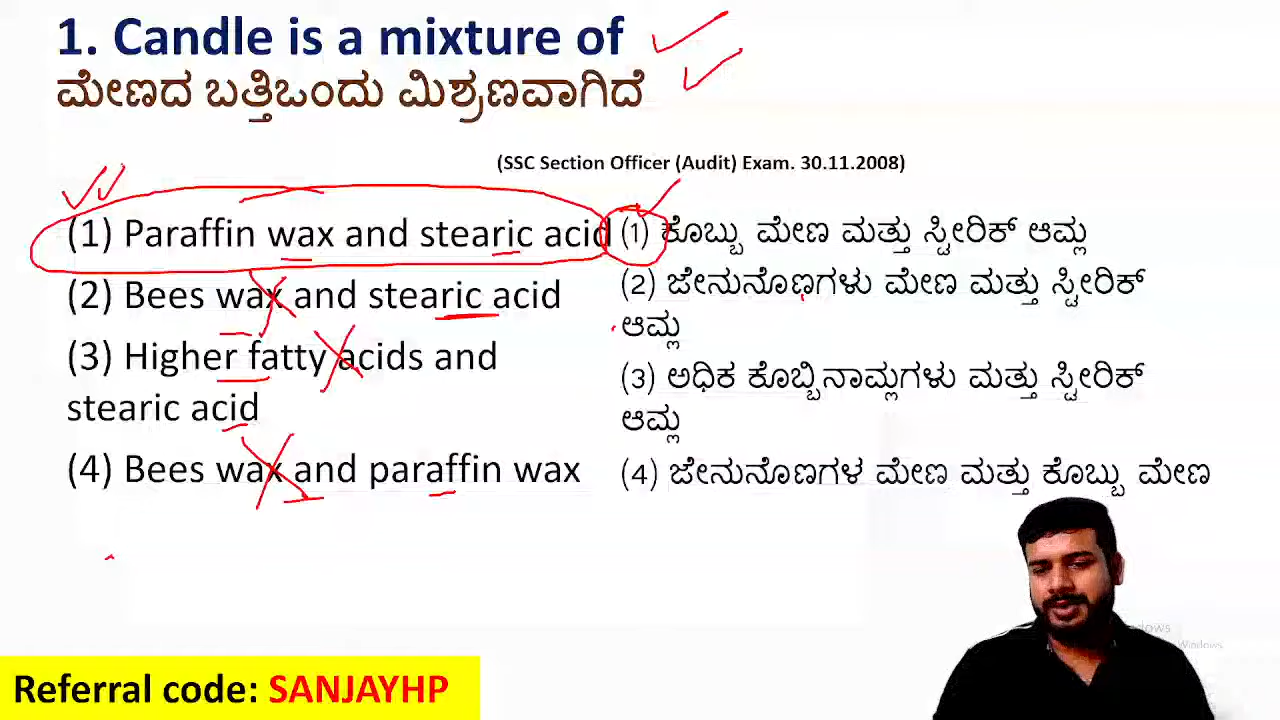 1. Candle is a mixture of
ಮೇಣದ ಬತ್ತಿಒಂದು ಮಿಶ್ರಣವಾಗಿದೆ
(SSC Section Officer (Audit) Exam. 30.11.2008)
(1) Paraffin wax and stearic acid
(2) Bees wax and stearic acid
(3) Higher fatty acids and
stearic acid
(4) Bees wax and paraffin wax
(1) ಕೊಬ್ಬು ಮೇಣ ಮತ್ತು ಸ್ಟೀರಿಕ್ ಆಮ್ಲ
(2) ಜೇನುನೊಣಗಳು ಮೇಣ ಮತ್ತು ಸ್ಟೀರಿಕ್
ಆಮ್ಲ
(3) ಅಧಿಕ ಕೊಬ್ಬಿನಾಮ್ಲಗಳು ಮತ್ತು ಸ್ಟೀರಿಕ್
ಆಮ್ಲ
(4) ಜೇನುನೊಣಗಳ ಮೇಣ ಮತ್ತು ಕೊಬ್ಬು ಮೇಣ
Windows
Referral code: SANJAYHP